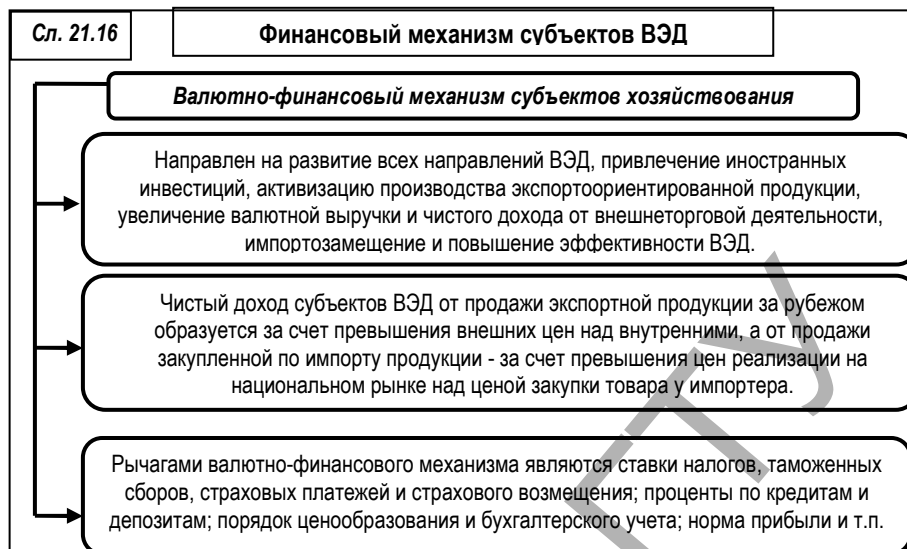 Сл. 21.16
Финансовый механизм субъектов ВЭД
Валютно-финансовый механизм субъектов хозяйствования
Направлен на развитие всех направлений ВЭД, привлечение иностранных
инвестиций, активизацию производства экспортоориентированной продукции,
увеличение валютной выручки и чистого дохода от внешнеторговой деятельности,
импортозамещение и повышение эффективности ВЭД.
Чистый доход субъектов ВЭД от продажи экспортной продукции за рубежом
образуется за счет превышения внешних цен над внутренними, а от продажи
закупленной по импорту продукции - за счет превышения цен реализации на
национальном рынке над ценой закупки товара у импортера.
Рычагами валютно-финансового механизма являются ставки налогов, таможенных
сборов, страховых платежей и страхового возмещения; проценты по кредитам и
депозитам; порядок ценообразования и бухгалтерского учета; норма прибыли и т.п.
ГТУ